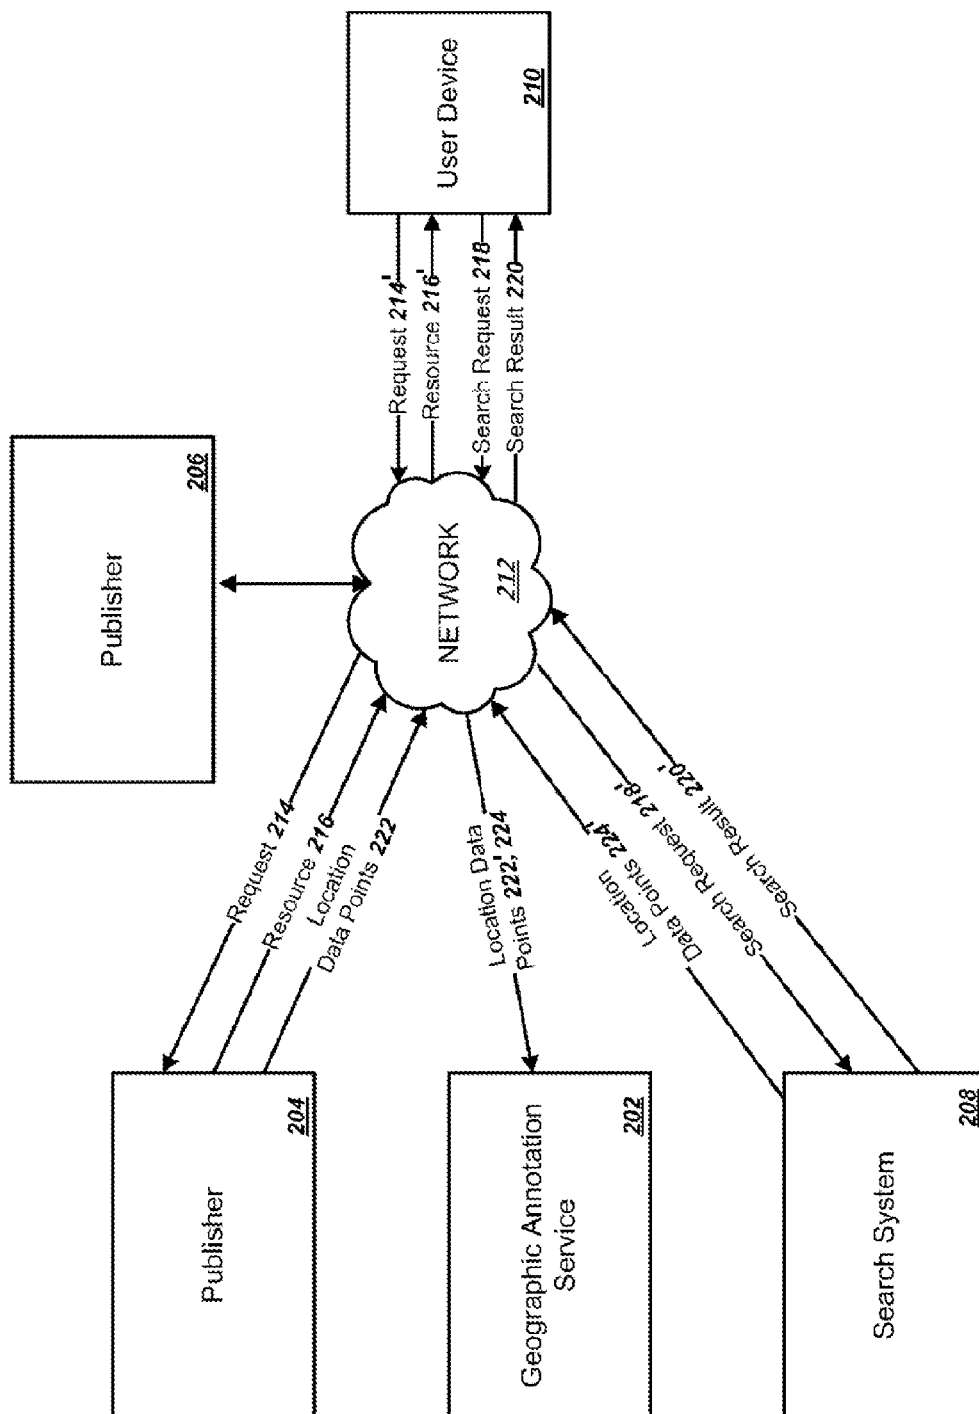 Search System
208
Geographic Annotation
Service
202
Publisher
204
Search Result 220'
Search Request 218'
Location
Data Points 224'
Location Data
Points 222', 224
Location
Data Points 222
Resource 216
Request 214
NETWORK
212
Publisher
206
Search Result 220
Search Request 218
Resource 216'
Request 214'
User Device
210